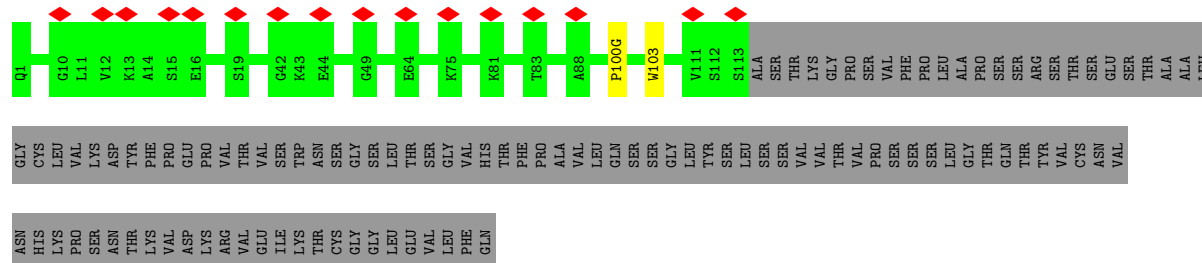 Q1 G10 L11 V12 K13 A14 S15 E16 S19 G42 K43 E44 G49 E64 K75 K81 T83 A88 P100G W103 V111 S112 S113 ALA SER THR LYS GLY PRO SER VAL PHE PRO LEU ALA PRO SER SER ARG SER THR SER GLU SER THR ALA ALA LEU
GLY CYS LEU VAL LYS ASP TYR PHE PRO GLU PRO VAL THR VAL SER TRP ASN SER GLY SER LEU THR SER GLY VAL HIS THR PHE PRO ALA VAL LEU GLN SER SER GLY LEU TYR SER LEU SER SER VAL VAL THR VAL PRO SER SER SER LEU GLY THR GLN THR TYR VAL CYS ASN VAL
ASN HIS LYS PRO SER ASN THR LYS VAL ASP LYS ARG VAL GLU ILE LYS THR CYS GLY GLY LEU GLU VAL LEU PHE GLN